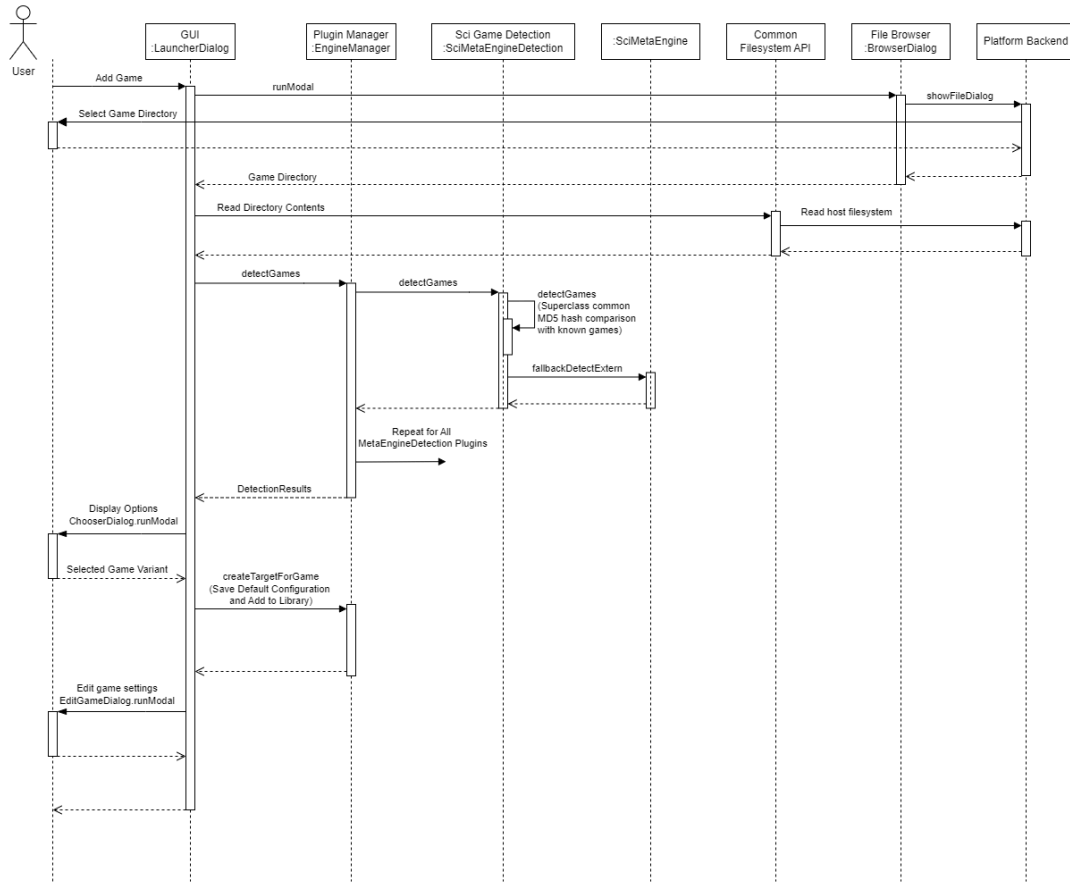 User
GUI
:LauncherDialog
Plugin Manager
:EngineManager
Sci Game Detection
:SciMetaEngineDetection
:SciMetaEngine
Common
Filesystem API
File Browser
:BrowserDialog
Platform Backend
Add Game
runModal
showFileDialog
Select Game Directory
Game Directory
Read Directory Contents
Read host filesystem
detectGames
detectGames
detectGames
(Superclass common
MD5 hash comparison
with known games)
fallbackDetectExtern
Repeat for All
MetaEngineDetection Plugins
DetectionResults
Display Options
ChooserDialog.runModal
Selected Game Variant
createTargetForGame
(Save Default Configuration
and Add to Library)
Edit game settings
EditGameDialog.runModal